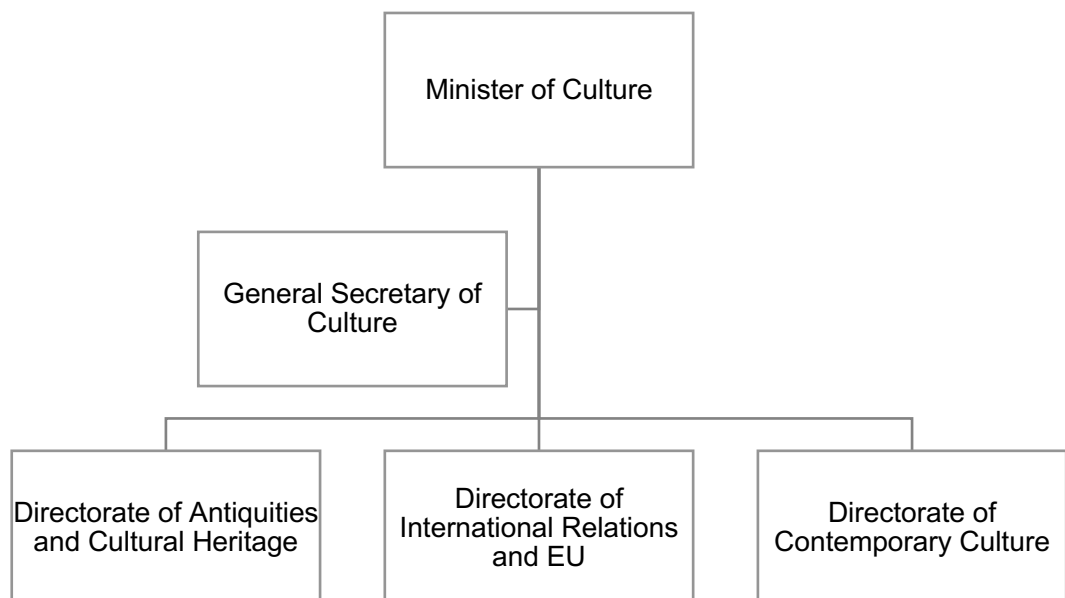 Minister of Culture
General Secretary of
Culture
Directorate of Antiquities
and Cultural Heritage
Directorate of
International Relations
and EU
Directorate of
Contemporary Culture